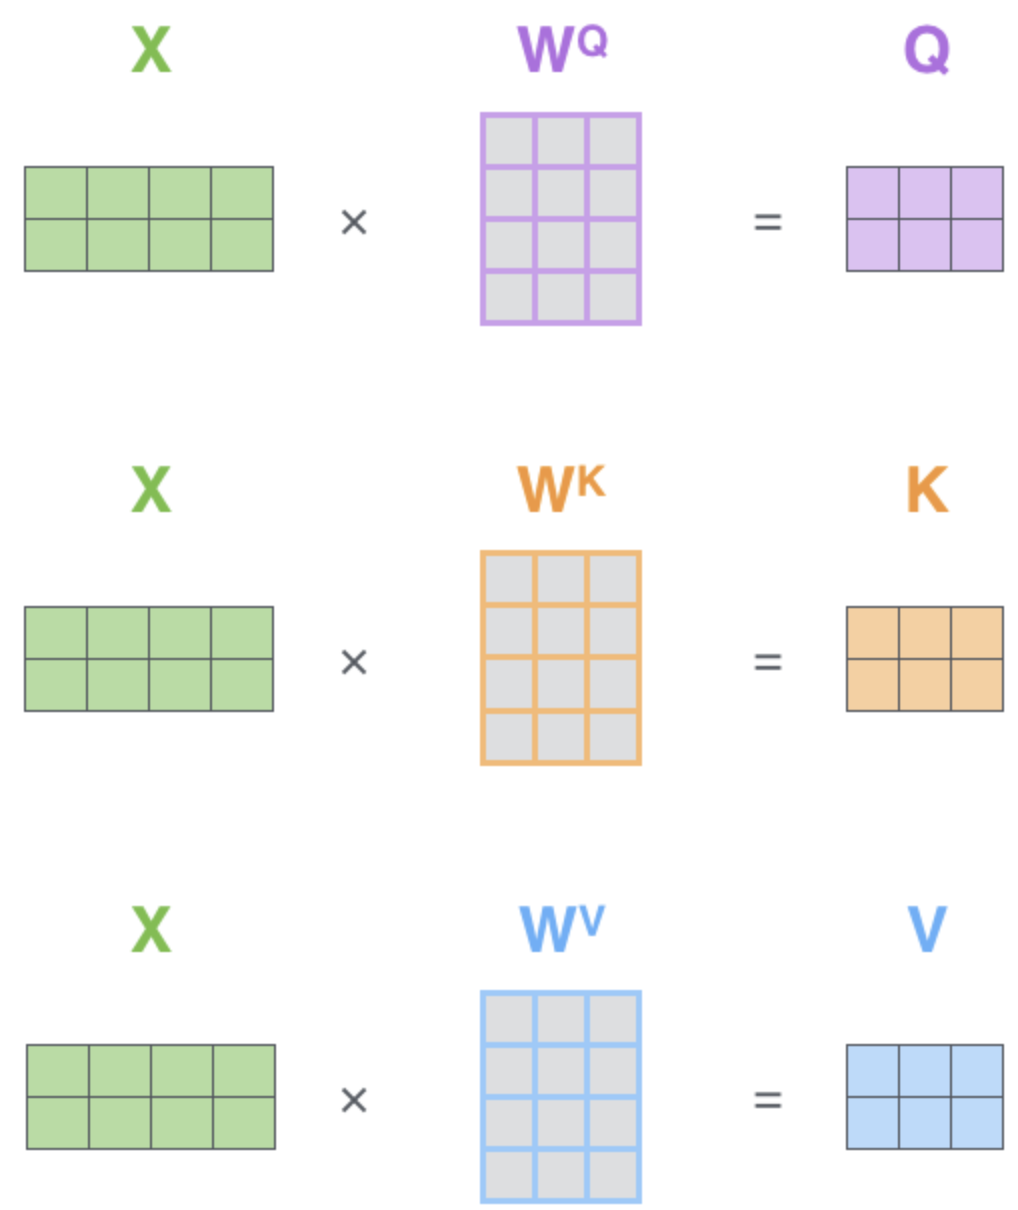 X W^Q Q
× =
X W^K K
× =
X W^V V
× =